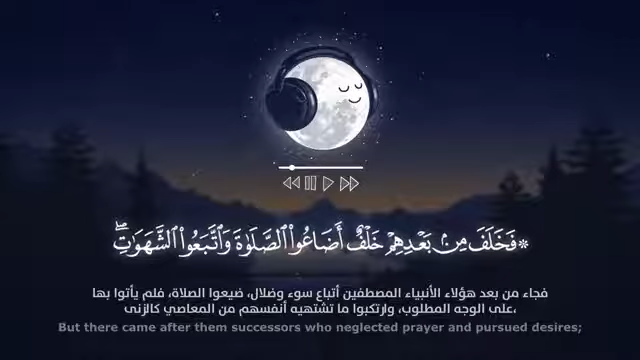 * فَخَلَفَ مِنۢ بَعْدِهِمْ خَلْفٌ أَضَاعُوا۟ ٱلصَّلَوٰةَ وَٱتَّبَعُوا۟ ٱلشَّهَوَٰتِ ۖ
فجاء من بعد هؤلاء الأنبياء المصطفين أتباع سوء وضلال، ضيعوا الصلاة، فلم يأتوا بها
على الوجه المطلوب، وارتكبوا ما تشتهيه أنفسهم من المعاصي كالزنى،
But there came after them successors who neglected prayer and pursued desires;